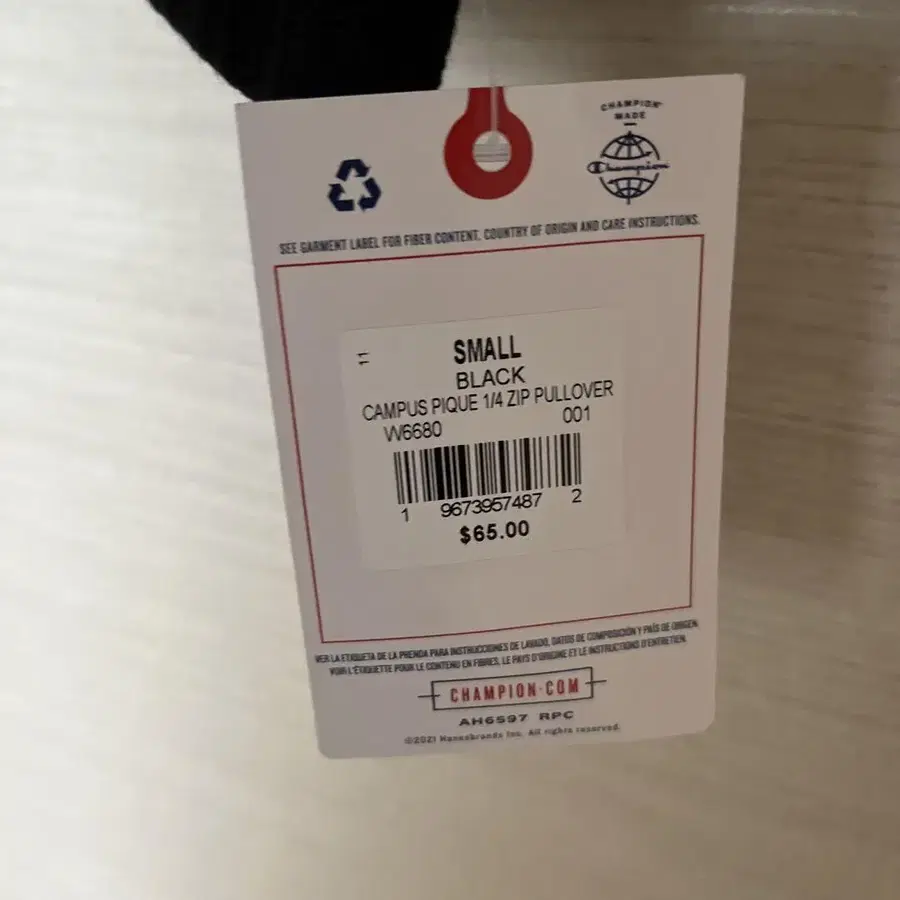 CHAMPION
MADE
Champion
SEE GARMENT LABEL FOR FIBER CONTENT, COUNTRY OF ORIGIN AND CARE INSTRUCTIONS.
11
SMALL
BLACK
CAMPUS PIQUE 1/4 ZIP PULLOVER
W6680 001
1 9673957487 2
$65.00
VER LA ETIQUETA DE LA PRENDA PARA INSTRUCCIONES DE LAVADO, DATOS DE COMPOSICIÓN Y PAÍS DE ORIGEN.
VOIR L'ÉTIQUETTE POUR LE CONTENU EN FIBRES, LE PAYS D'ORIGINE ET LE INSTRUCTIONS D'ENTRETIEN.
CHAMPION·COM
AH6597 RPC
©2021 Hanesbrands Inc. All rights reserved.